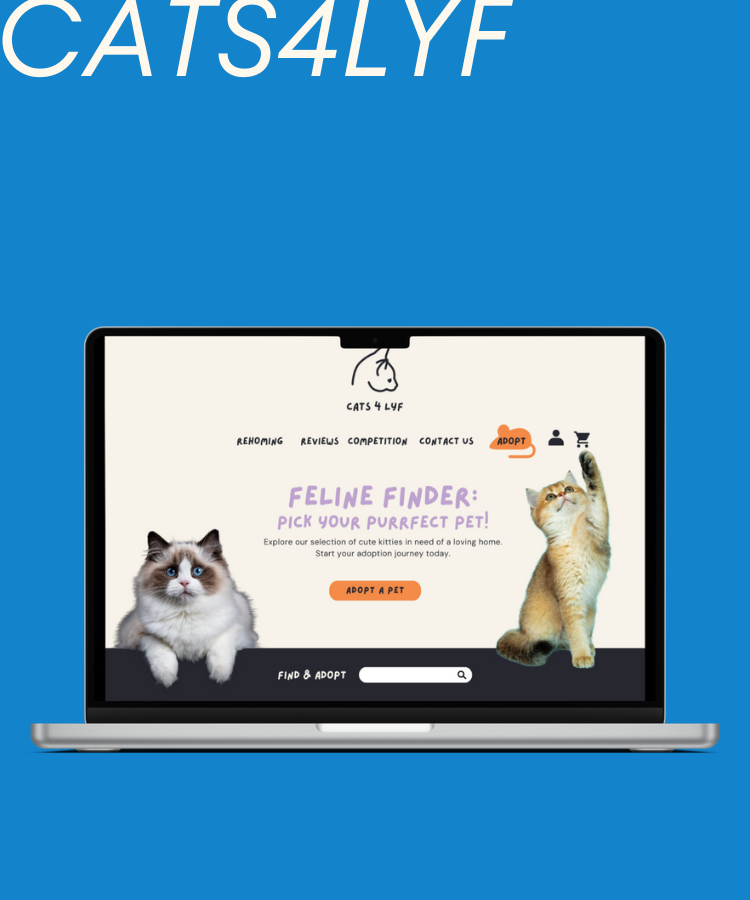 CATS4LYF
CATS 4 LYF
REHOMING REVIEWS COMPETITION CONTACT US ADOPT
FELINE FINDER:
PICK YOUR PURRFECT PET!
Explore our selection of cute kitties in need of a loving home.
Start your adoption journey today.
ADOPT A PET
FIND & ADOPT